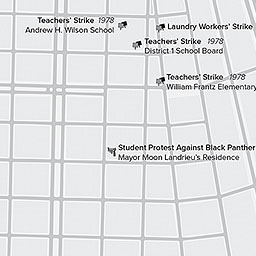 Teachers' Strike 1978
Andrew H. Wilson School
Laundry Workers' Strike
Teachers' Strike 1978
District 1 School Board
Teachers' Strike 1978
William Frantz Elementary
Student Protest Against Black Panther
Mayor Moon Landrieu's Residence